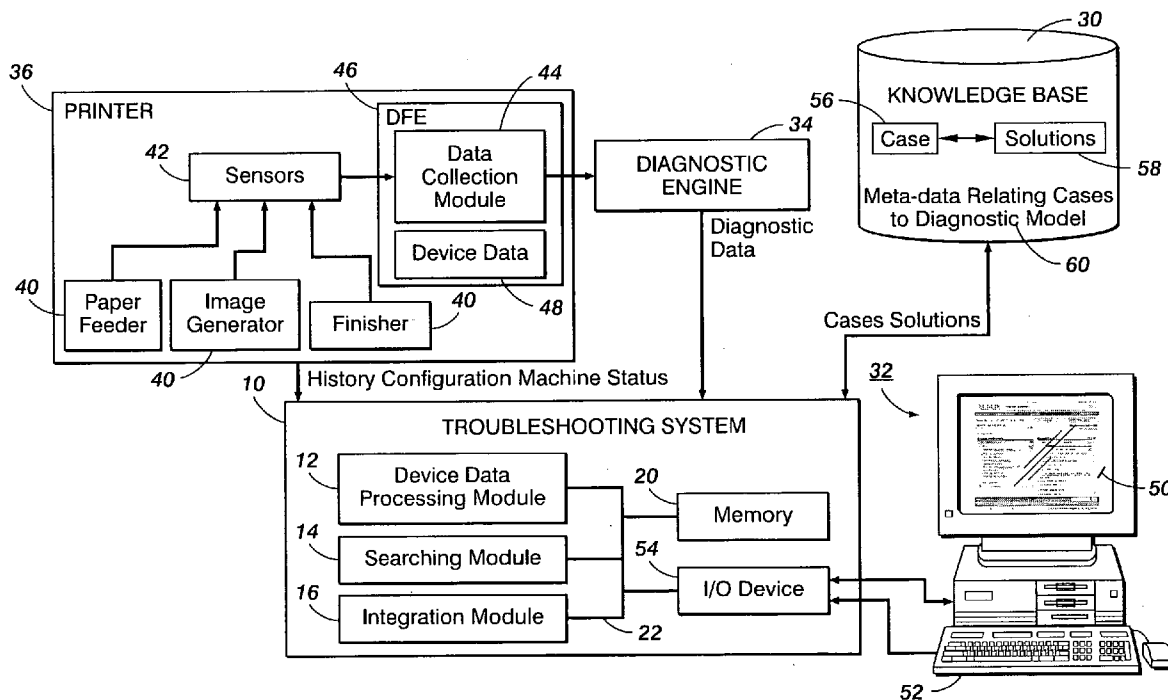 30
36
PRINTER
46
44
DFE
Data
Collection
Module
Device Data
48
42
Sensors
40
Paper
Feeder
Image
Generator
40
Finisher
40
34
DIAGNOSTIC
ENGINE
Diagnostic
Data
KNOWLEDGE BASE
56
Case
Solutions
58
Meta-data Relating Cases
to Diagnostic Model
60
Cases Solutions
History Configuration Machine Status
10
TROUBLESHOOTING SYSTEM
12
Device Data
Processing Module
14
Searching Module
16
Integration Module
22
20
Memory
54
I/O Device
32
50
52